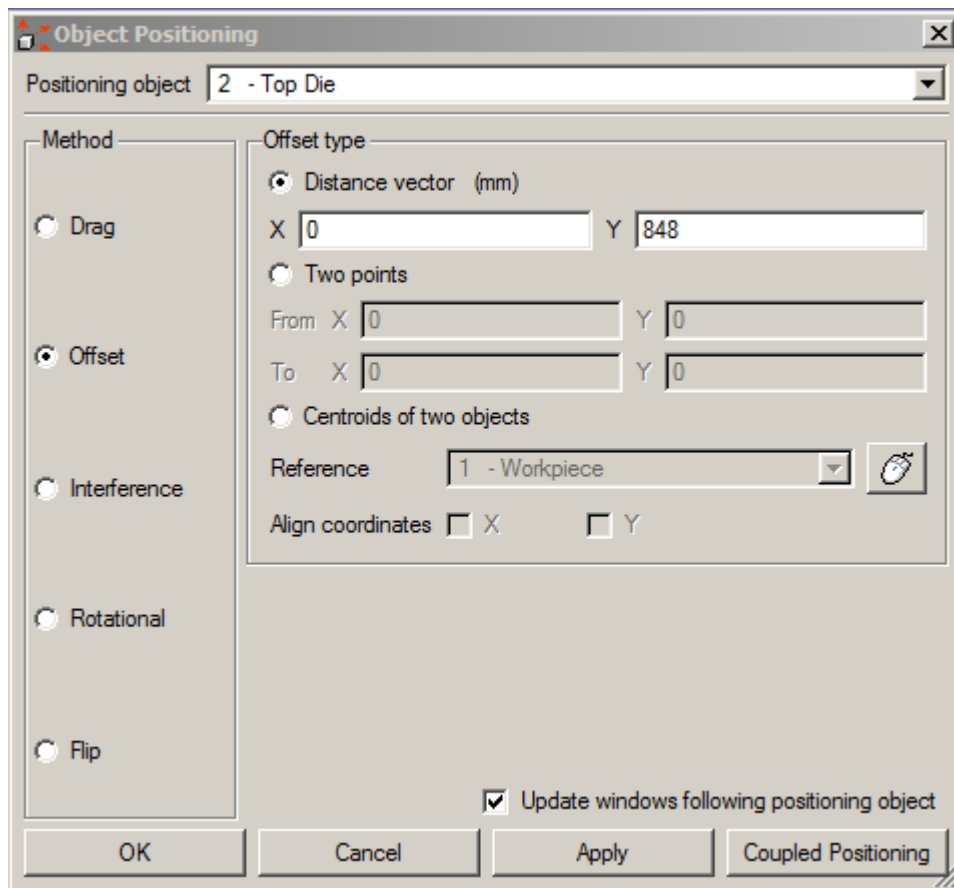 Object Positioning
Positioning object 2 - Top Die
Method
Drag
Offset
Interference
Rotational
Flip
Offset type
Distance vector (mm)
X 0 Y 848
Two points
From X 0 Y 0
To X 0 Y 0
Centroids of two objects
Reference 1 - Workpiece
Align coordinates X Y
Update windows following positioning object
OK Cancel Apply Coupled Positioning